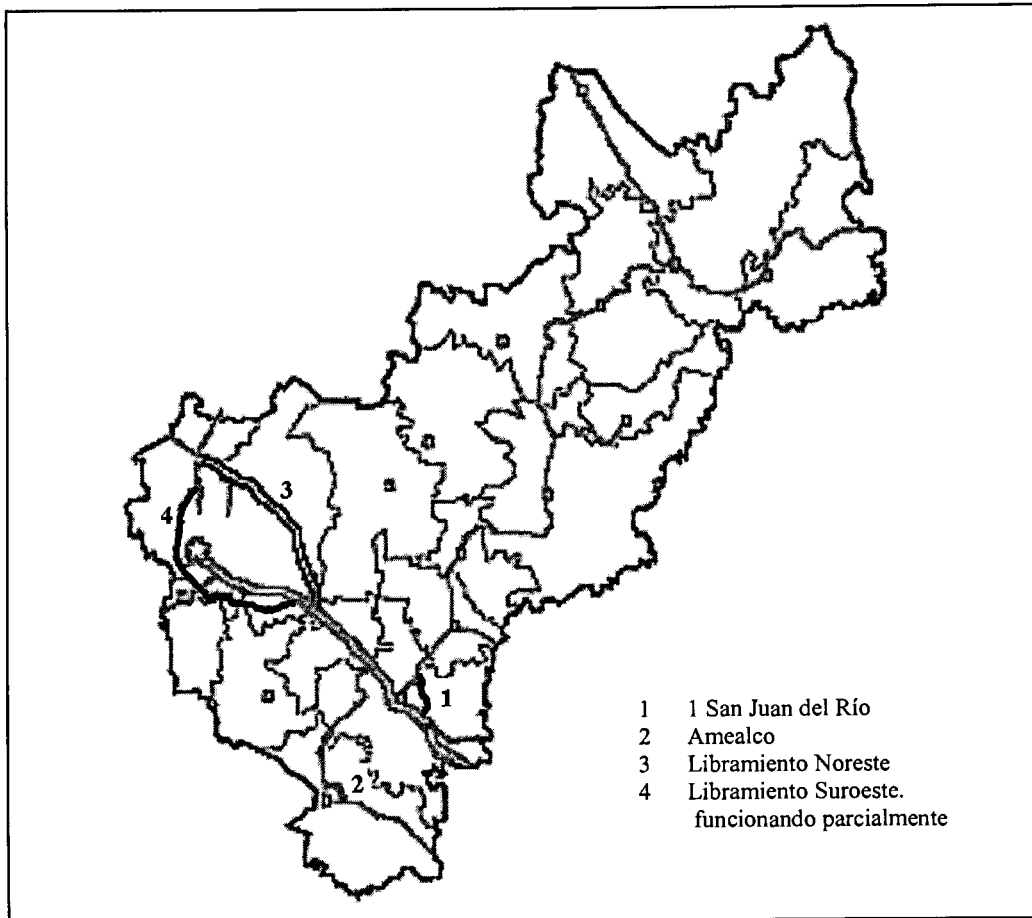 3
4
1
2
1 1 San Juan del Río
2 Amealco
3 Libramiento Noreste
4 Libramiento Suroeste.
funcionando parcialmente